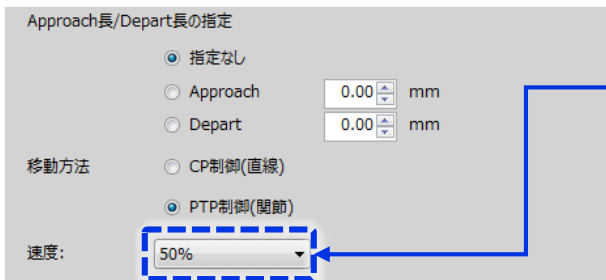 Approach長/Depart長の指定
指定なし
Approach 0.00 mm
Depart 0.00 mm
移動方法 CP制御(直線)
PTP制御(関節)
速度: 50%